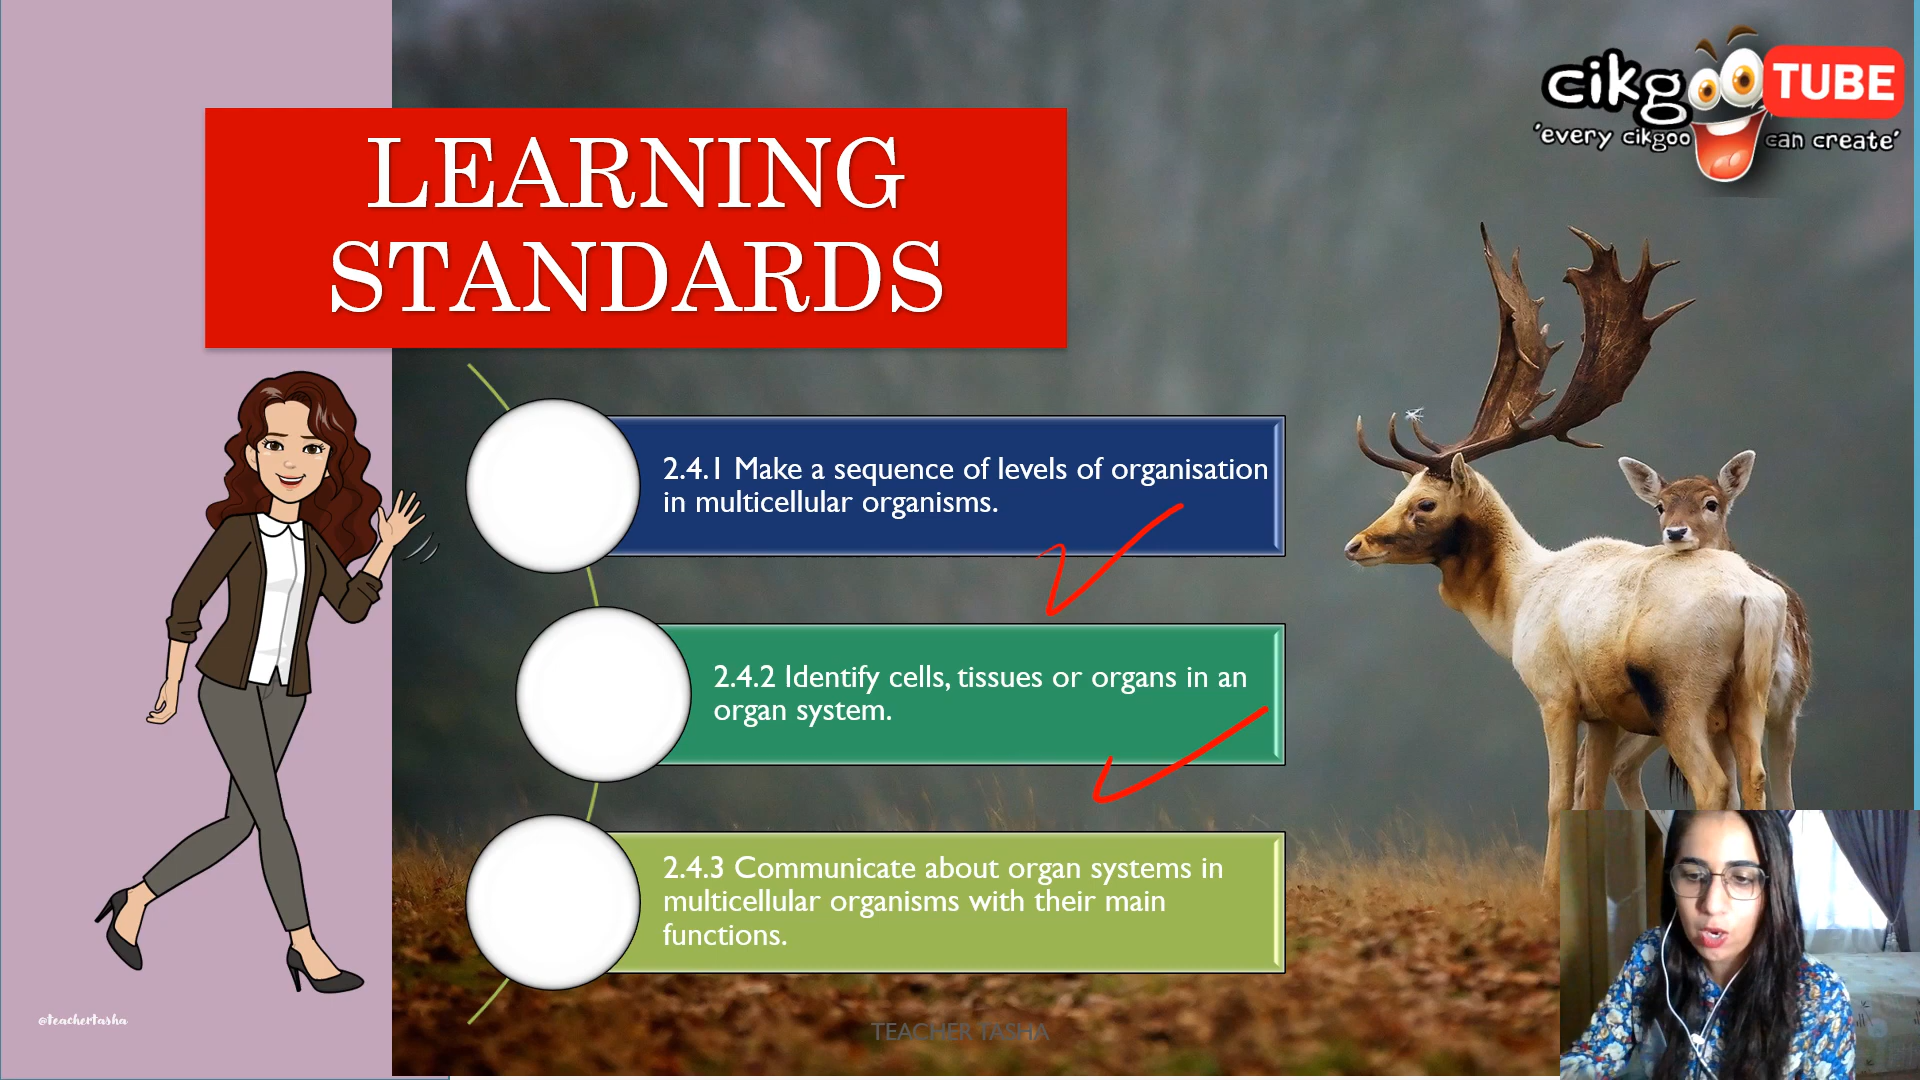 cikgoo TUBE
'every cikgoo can create'
LEARNING
STANDARDS
2.4.1 Make a sequence of levels of organisation
in multicellular organisms.
2.4.2 Identify cells, tissues or organs in an
organ system.
2.4.3 Communicate about organ systems in
multicellular organisms with their main
functions.
@teachertasha
TEACHER TASHA